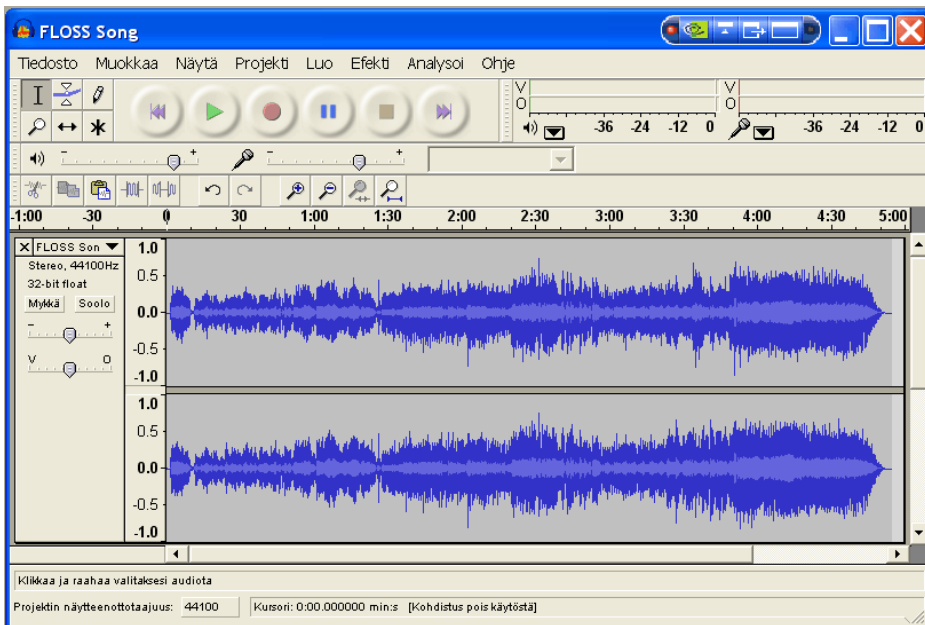 FLOSS Song
Tiedosto Muokkaa Näytä Projekti Luo Efekti Analysoi Ohje
V
O
-36 -24 -12 0
V
O
-36 -24 -12 0
- +
- +
-1:00 -30 0 30 1:00 1:30 2:00 2:30 3:00 3:30 4:00 4:30 5:00
X FLOSS Son
Stereo, 44100Hz
32-bit float
Mykkä Soolo
- +
V O
1.0
0.5
0.0
-0.5
-1.0
1.0
0.5
0.0
-0.5
-1.0
Klikkaa ja raahaa valitaksesi audiota
Projektin näytteenottotaajuus: 44100 Kursori: 0:00.000000 min:s [Kohdistus pois käytöstä]